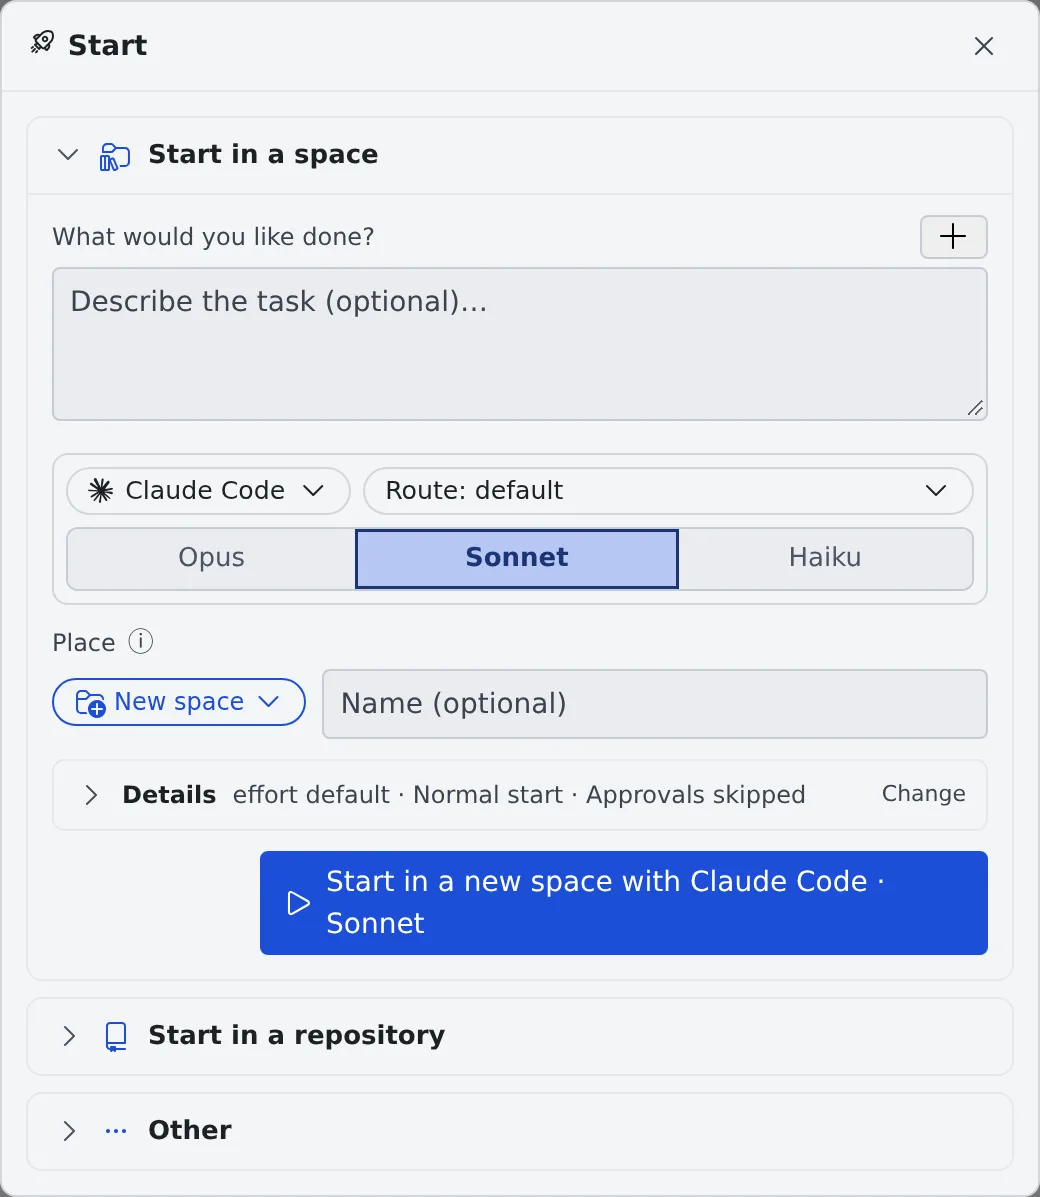 Start
Start in a space
What would you like done?
Describe the task (optional)...
Claude Code
Route: default
Opus
Sonnet
Haiku
Place
New space
Name (optional)
Details effort default · Normal start · Approvals skipped
Change
Start in a new space with Claude Code ·
Sonnet
Start in a repository
Other